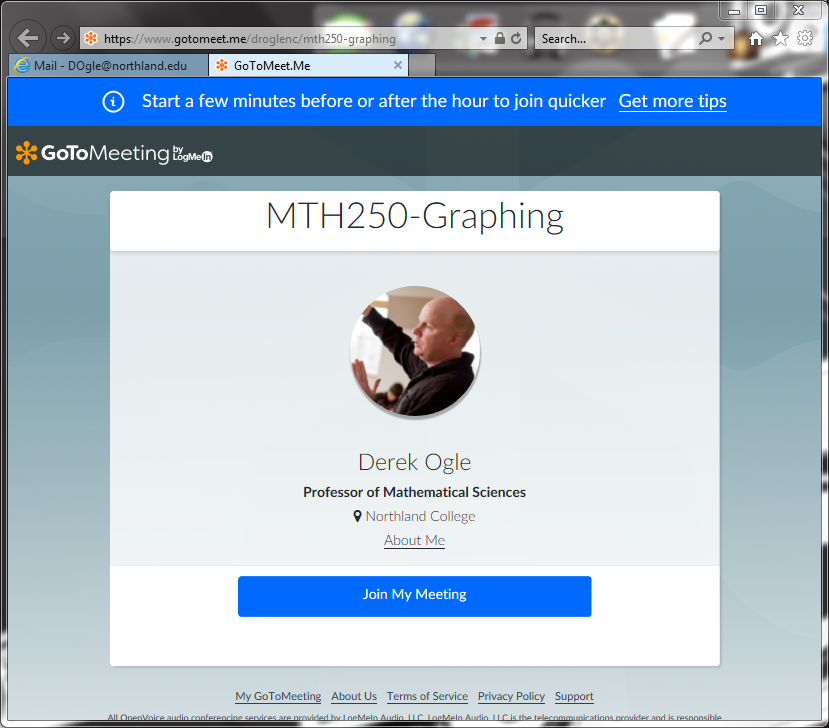 https://www.gotomeet.me/droglenc/mth250-graphing
Search...
Mail - DOgle@northland.edu
GoToMeet.Me
Start a few minutes before or after the hour to join quicker Get more tips
GoToMeeting by LogMeIn
MTH250-Graphing
Derek Ogle
Professor of Mathematical Sciences
Northland College
About Me
Join My Meeting
My GoToMeeting About Us Terms of Service Privacy Policy Support
All OpenVoice audio conferencing services are provided by LogMeIn Audio, LLC. LogMeIn Audio, LLC is the telecommunications provider and is responsible